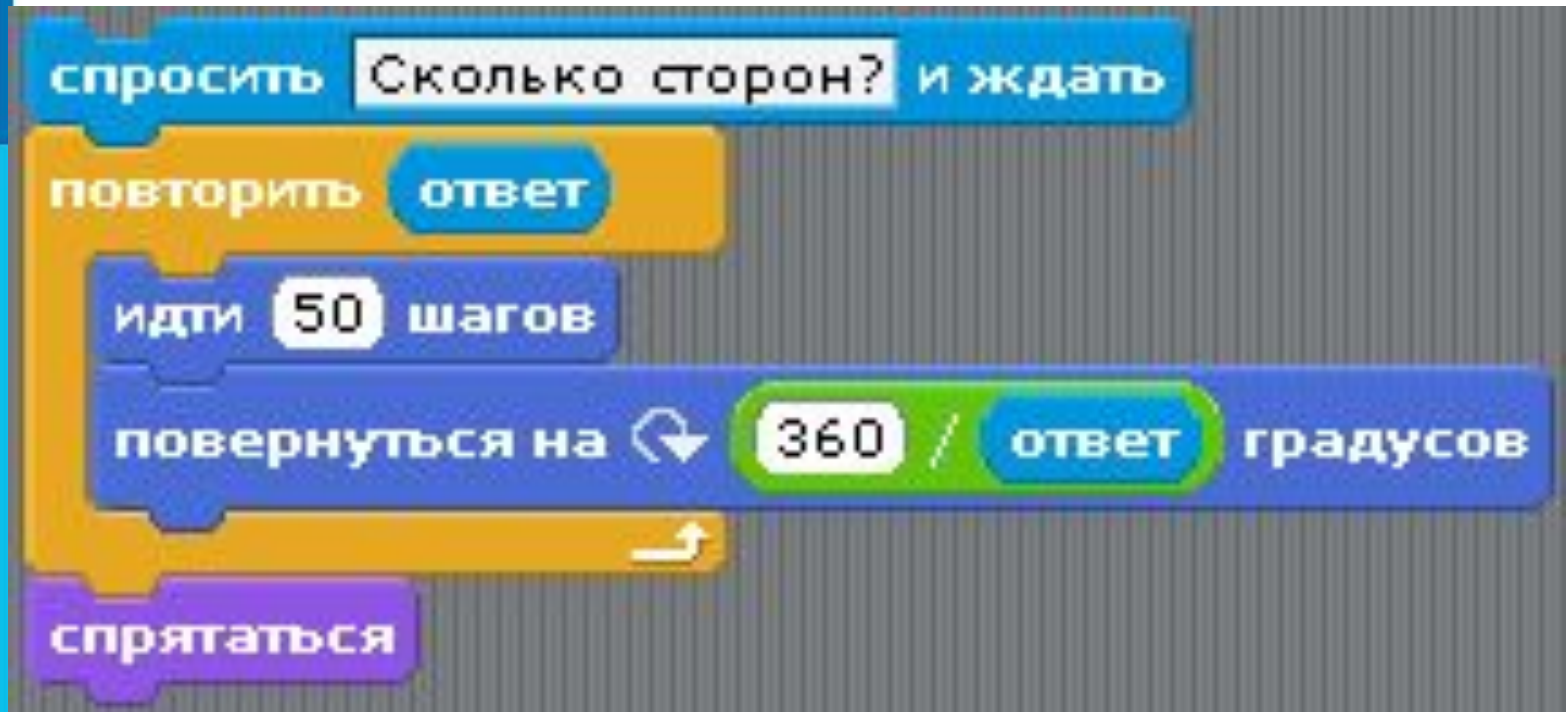 спросить Сколько сторон? и ждать
повторить ответ
идти 50 шагов
повернуться на 360 / ответ градусов
спрятаться